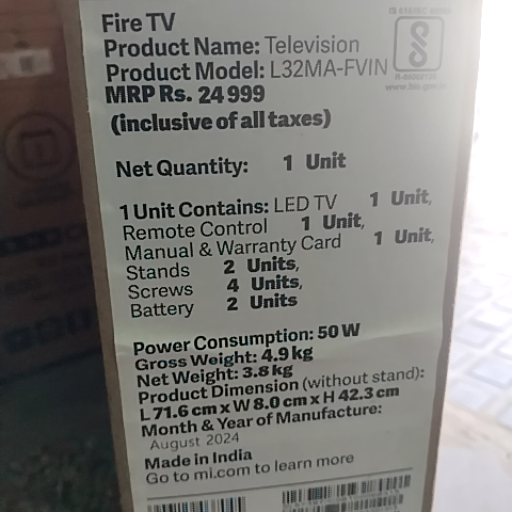 Fire TV
Product Name: Television
Product Model: L32MA-FVIN
MRP Rs. 24999
(inclusive of all taxes)
Net Quantity: 1 Unit
1 Unit Contains: LED TV 1 Unit,
Remote Control 1 Unit,
Manual & Warranty Card 1 Unit,
Stands 2 Units,
Screws 4 Units,
Battery 2 Units
Power Consumption: 50 W
Gross Weight: 4.9 kg
Net Weight: 3.8 kg
Product Dimension (without stand):
L 71.6 cm x W 8.0 cm x H 42.3 cm
Month & Year of Manufacture:
August 2024
Made in India
Go to mi.com to learn more